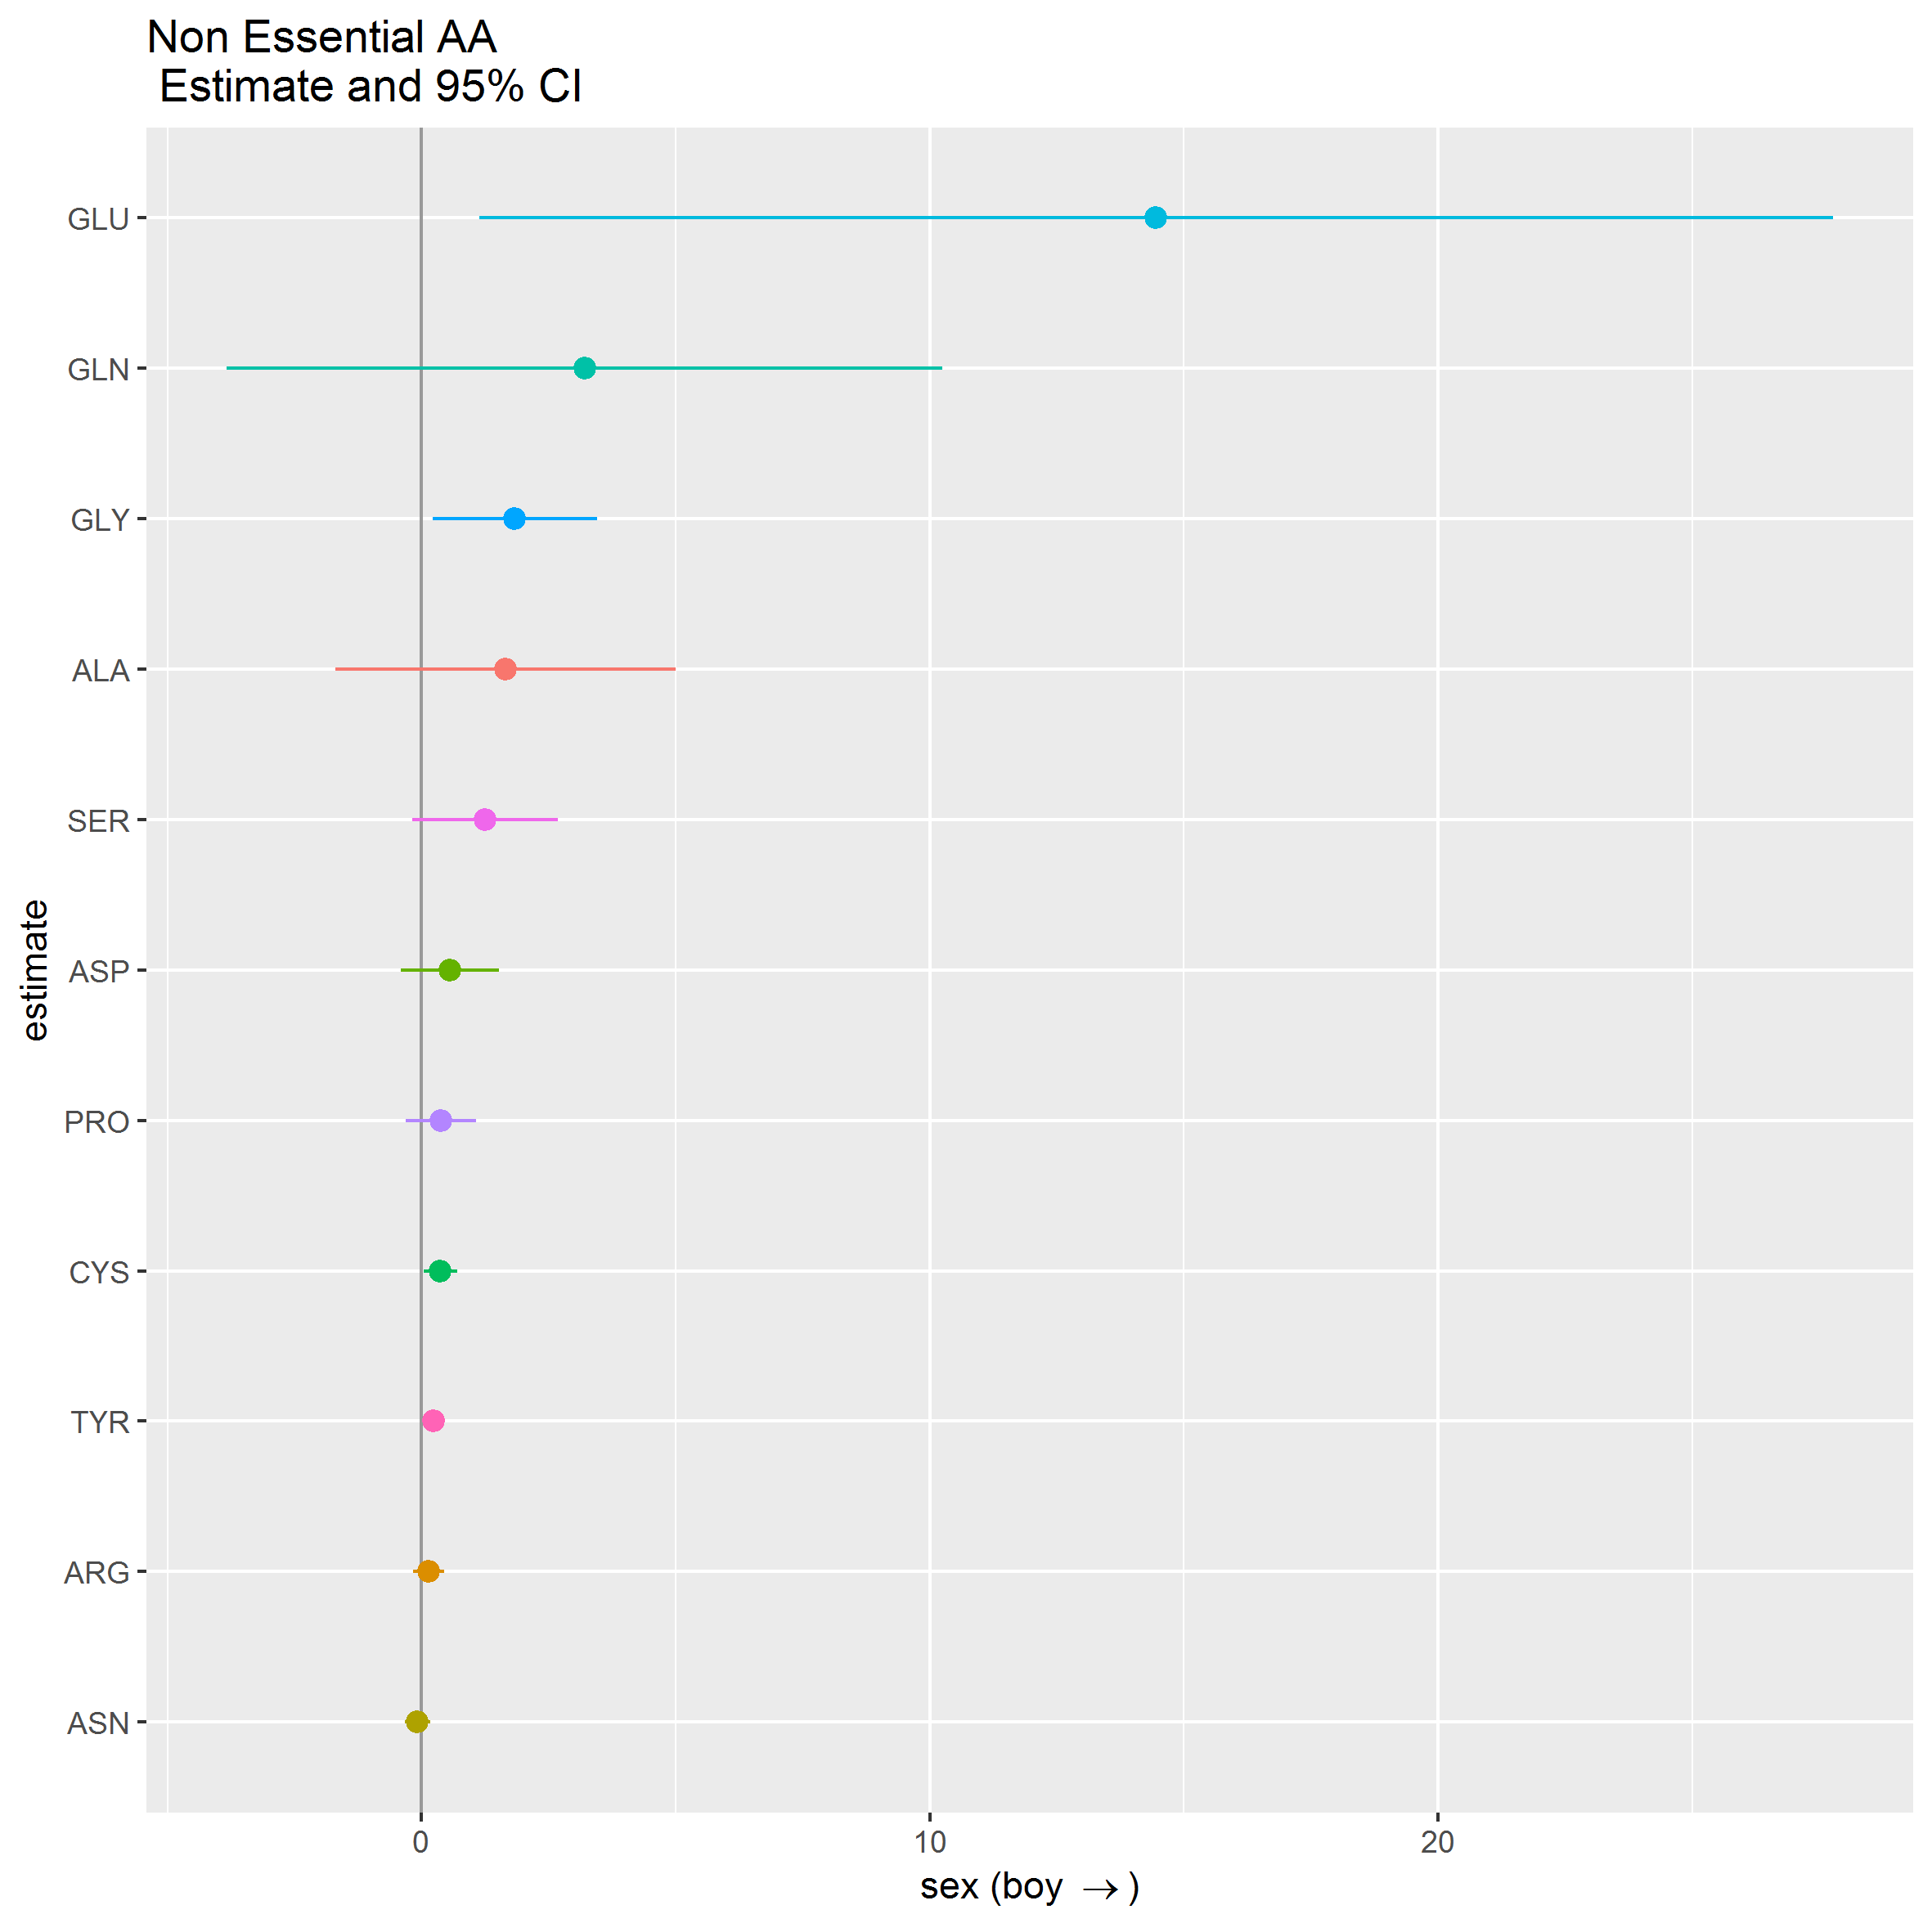 Non Essential AA
Estimate and 95% CI
GLU
GLN
GLY
ALA
SER
ASP
PRO
CYS
TYR
ARG
ASN
estimate
0 10 20
sex (boy → )